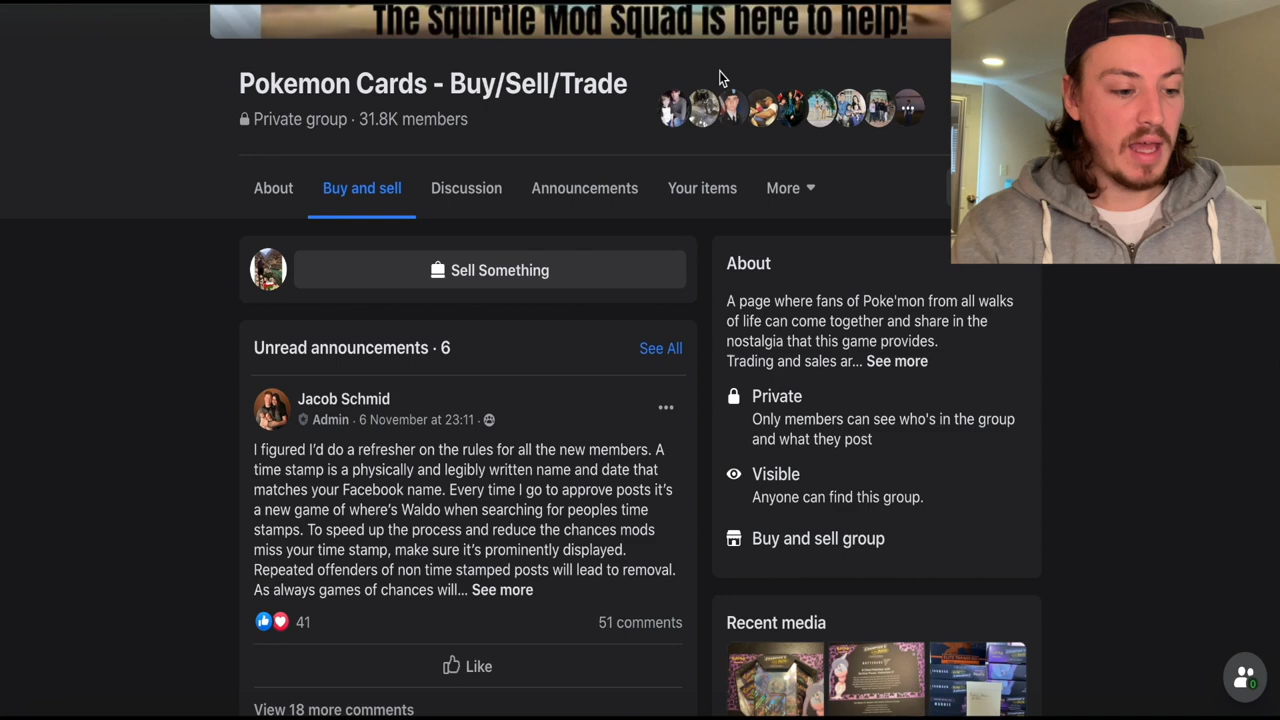 The Squirtle Mod Squad is here to help!
Pokemon Cards - Buy/Sell/Trade
Private group · 31.8K members
About
Buy and sell
Discussion
Announcements
Your items
More
Sell Something
Unread announcements · 6
See All
Jacob Schmid
Admin · 6 November at 23:11 ·
I figured I'd do a refresher on the rules for all the new members. A
time stamp is a physically and legibly written name and date that
matches your Facebook name. Every time I go to approve posts it's
a new game of where's Waldo when searching for peoples time
stamps. To speed up the process and reduce the chances mods
miss your time stamp, make sure it's prominently displayed.
Repeated offenders of non time stamped posts will lead to removal.
As always games of chances will... See more
41
51 comments
Like
View 18 more comments
About
A page where fans of Poke'mon from all walks
of life can come together and share in the
nostalgia that this game provides.
Trading and sales ar... See more
Private
Only members can see who's in the group
and what they post
Visible
Anyone can find this group.
Buy and sell group
Recent media
0